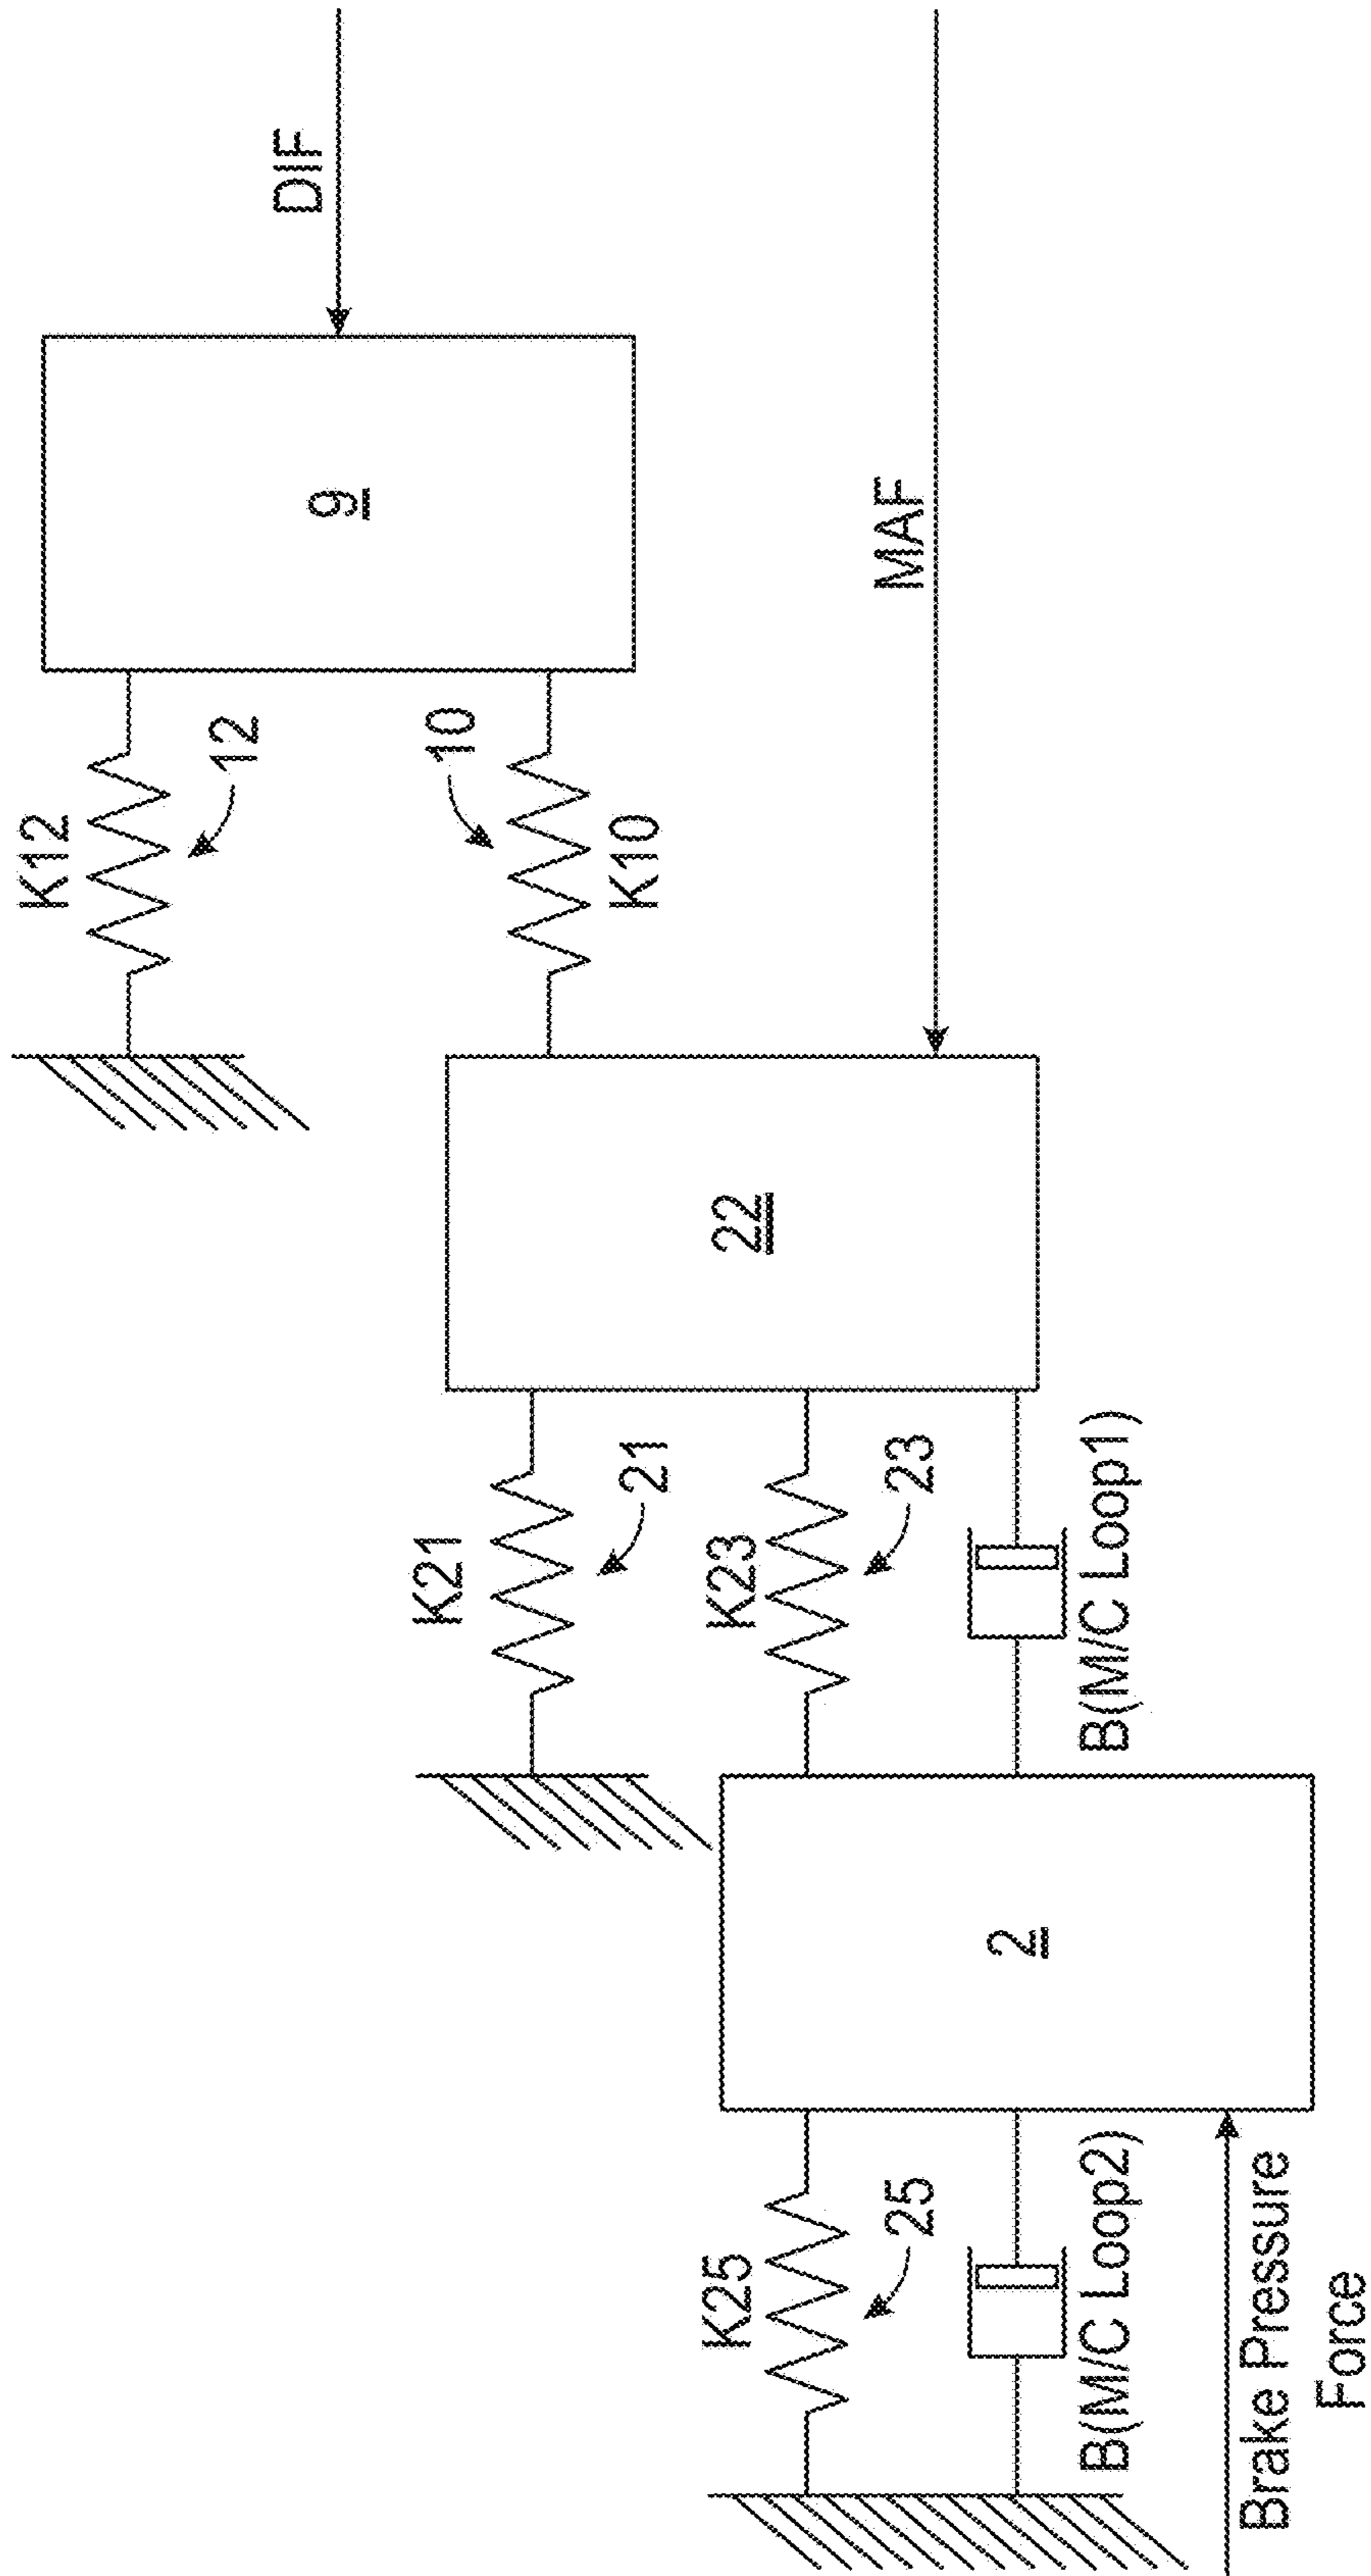 K12
12
DIF
9
K21
10
21
K10
K25
K23
22
25
23
MAF
2
B(M/C Loop2)
B(M/C Loop1)
Brake Pressure
Force